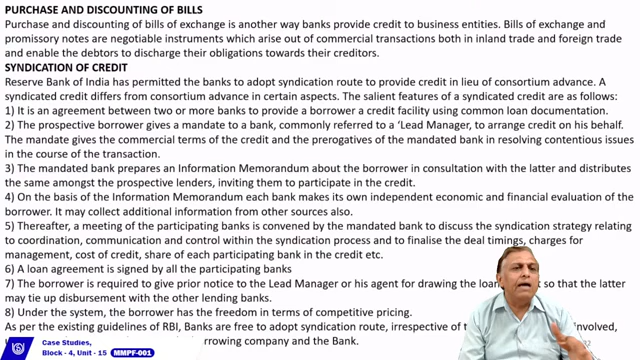 PURCHASE AND DISCOUNTING OF BILLS
Purchase and discounting of bills of exchange is another way banks provide credit to business entities. Bills of exchange and
promissory notes are negotiable instruments which arise out of commercial transactions both in inland trade and foreign trade
and enable the debtors to discharge their obligations towards their creditors.
SYNDICATION OF CREDIT
Reserve Bank of India has permitted the banks to adopt syndication route to provide credit in lieu of consortium advance. A
syndicated credit differs from consortium advance in certain aspects. The salient features of a syndicated credit are as follows:
1) It is an agreement between two or more banks to provide a borrower a credit facility using common loan documentation.
2) The prospective borrower gives a mandate to a bank, commonly referred to a ‘Lead Manager, to arrange credit on his behalf.
The mandate gives the commercial terms of the credit and the prerogatives of the mandated bank in resolving contentious issues
in the course of the transaction.
3) The mandated bank prepares an Information Memorandum about the borrower in consultation with the latter and distributes
the same amongst the prospective lenders, inviting them to participate in the credit.
4) On the basis of the Information Memorandum each bank makes its own independent economic and financial evaluation of the
borrower. It may collect additional information from other sources also.
5) Thereafter, a meeting of the participating banks is convened by the mandated bank to discuss the syndication strategy relating
to coordination, communication and control within the syndication process and to finalise the deal timings, charges for
management, cost of credit, share of each participating bank in the credit etc.
6) A loan agreement is signed by all the participating banks
7) The borrower is required to give prior notice to the Lead Manager or his agent for drawing the loan so that the latter
may tie up disbursement with the other lending banks.
8) Under the system, the borrower has the freedom in terms of competitive pricing.
As per the existing guidelines of RBI, Banks are free to adopt syndication route, irrespective of involved,
rrowing company and the Bank.
Case Studies,
Block - 4, Unit - 15 MMPF-001
32